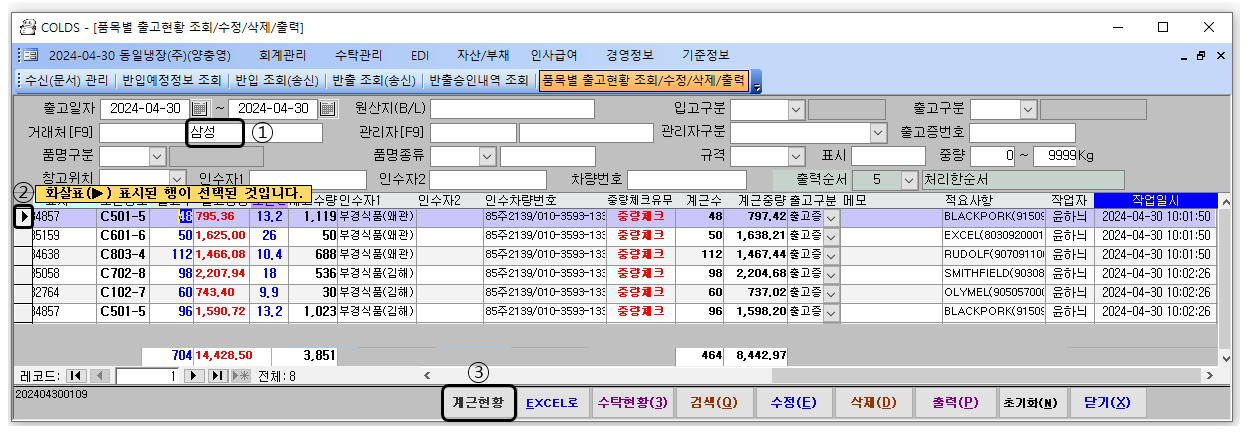 COLDS - [품목별 출고현황 조회/수정/삭제/출력]
2024-04-30 동일냉장(주)(양충영) 회계관리 수탁관리 EDI 자산/부채 인사급여 경영정보 기준정보
수신(문서) 관리 반입예정정보 조회 반입 조회(송신) 반출 조회(송신) 반출승인내역 조회 품목별 출고현황 조회/수정/삭제/출력
출고일자 2024-04-30 ~ 2024-04-30 원산지(B/L) 입고구분 출고구분
거래처[F9] 삼성 ① 관리자[F9] 관리자구분 출고증번호
품명구분 품명종류 규격 표시 중량 0 ~ 9999 Kg
창고위치 인수자1 인수자2 차량번호 출력순서 5 처리한순서
② 화살표(▶) 표시된 행이 선택된 것입니다.
수량 인수자1 인수자2 인수차량번호 중량체크유무 계근수 계근중량 출고구분 메모 적요사항 작업자 작업일시
34857 C501-5 48 795.36 13.2 1,119 부경식품(왜관) 85주2139/010-3593-133 중량체크 48 797.42 출고증 BLACKPORK(91509 윤하늬 2024-04-30 10:01:50
35159 C601-6 50 1,625.00 26 50 부경식품(왜관) 85주2139/010-3593-133 중량체크 50 1,638.21 출고증 EXCEL(8030920001 윤하늬 2024-04-30 10:01:50
34638 C803-4 112 1,466.08 10.4 688 부경식품(왜관) 85주2139/010-3593-133 중량체크 112 1,467.44 출고증 RUDOLF(90709110 윤하늬 2024-04-30 10:01:50
35058 C702-8 98 2,207.94 18 536 부경식품(김해) 85주2139/010-3593-133 중량체크 98 2,204.68 출고증 SMITHFIELD(90308 윤하늬 2024-04-30 10:02:26
32764 C102-7 60 743.40 9.9 30 부경식품(김해) 85주2139/010-3593-133 중량체크 60 737.02 출고증 OLYMEL(905057000 윤하늬 2024-04-30 10:02:26
34857 C501-5 96 1,590.72 13.2 1,023 부경식품(김해) 85주2139/010-3593-133 중량체크 96 1,598.20 출고증 BLACKPORK(91509 윤하늬 2024-04-30 10:02:26
704 14,428.50 3,851 464 8,442.97
레코드: 1 전체: 8
③
202404300109 계근현황 EXCEL로 수탁현황(3) 검색(Q) 수정(E) 삭제(D) 출력(P) 초기화(N) 닫기(X)